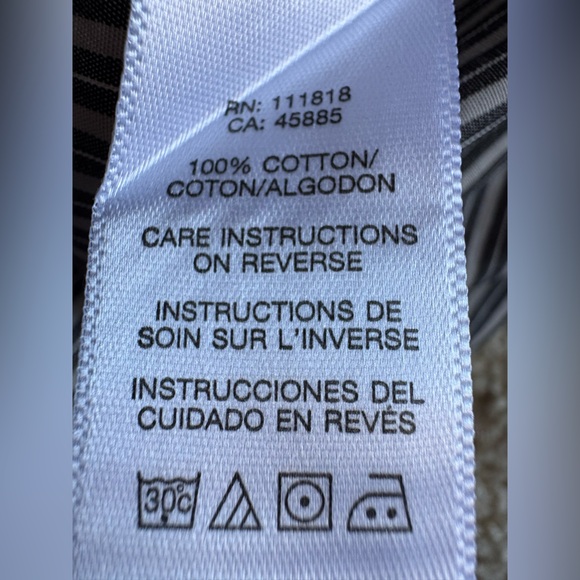 RN: 111818
CA: 45885
100% COTTON/
COTON/ALGODON
CARE INSTRUCTIONS
ON REVERSE
INSTRUCTIONS DE
SOIN SUR L'INVERSE
INSTRUCCIONES DEL
CUIDADO EN REVÉS
30°C